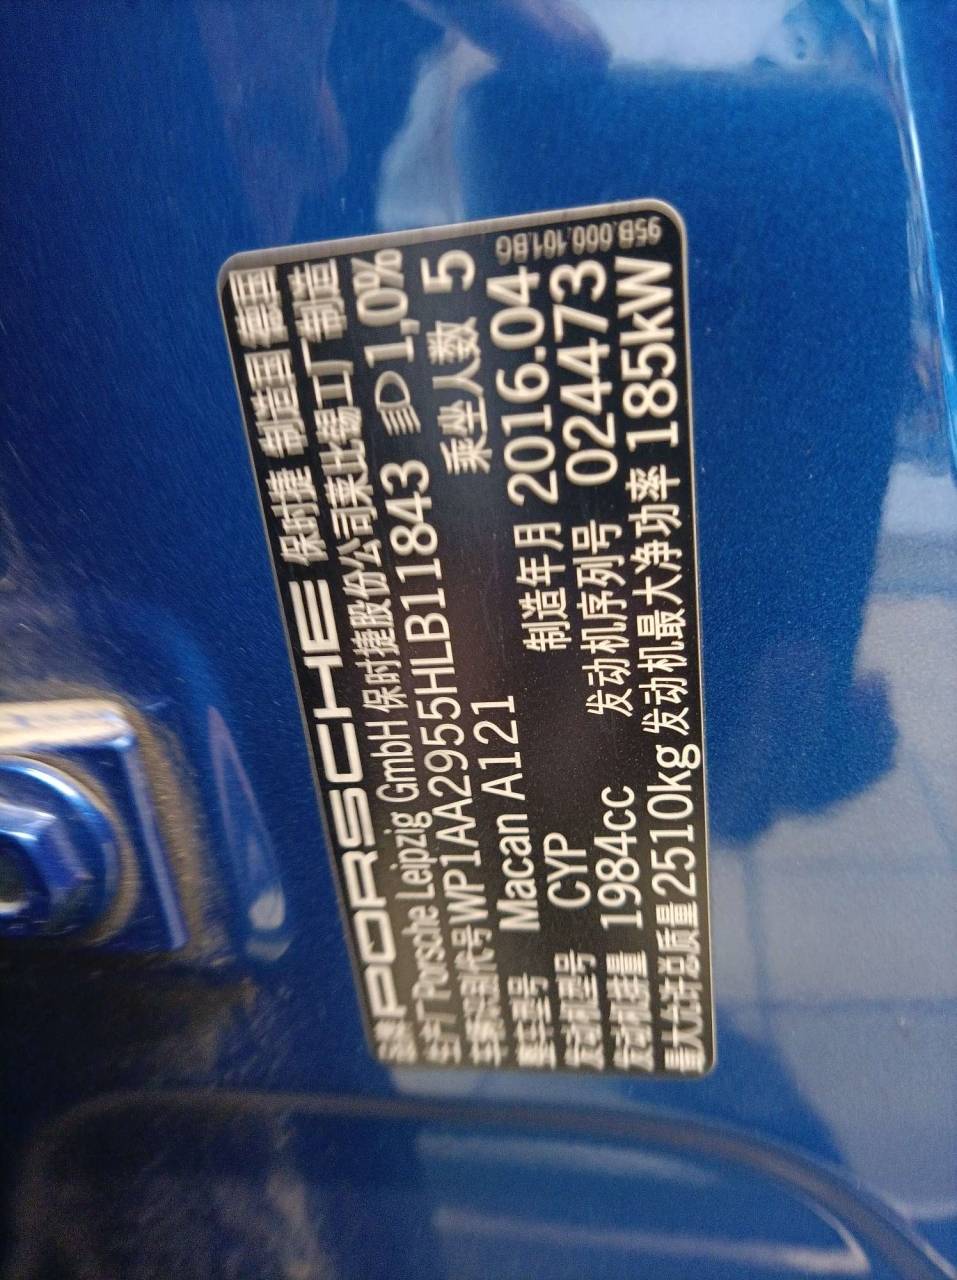 品牌 PORSCHE 保时捷 制造国 德国
生产厂 Porsche Leipzig GmbH 保时捷股份公司莱比锡工厂制造
车辆识别代号 WP1AA2955HLB11843 1,0%
整车型号 Macan A121 乘坐人数 5
发动机型号 CYP 制造年月 2016.04
发动机排量 1984cc 发动机序列号 024473
最大允许总质量 2510kg 发动机最大净功率 185kW
95B.000.101.BG